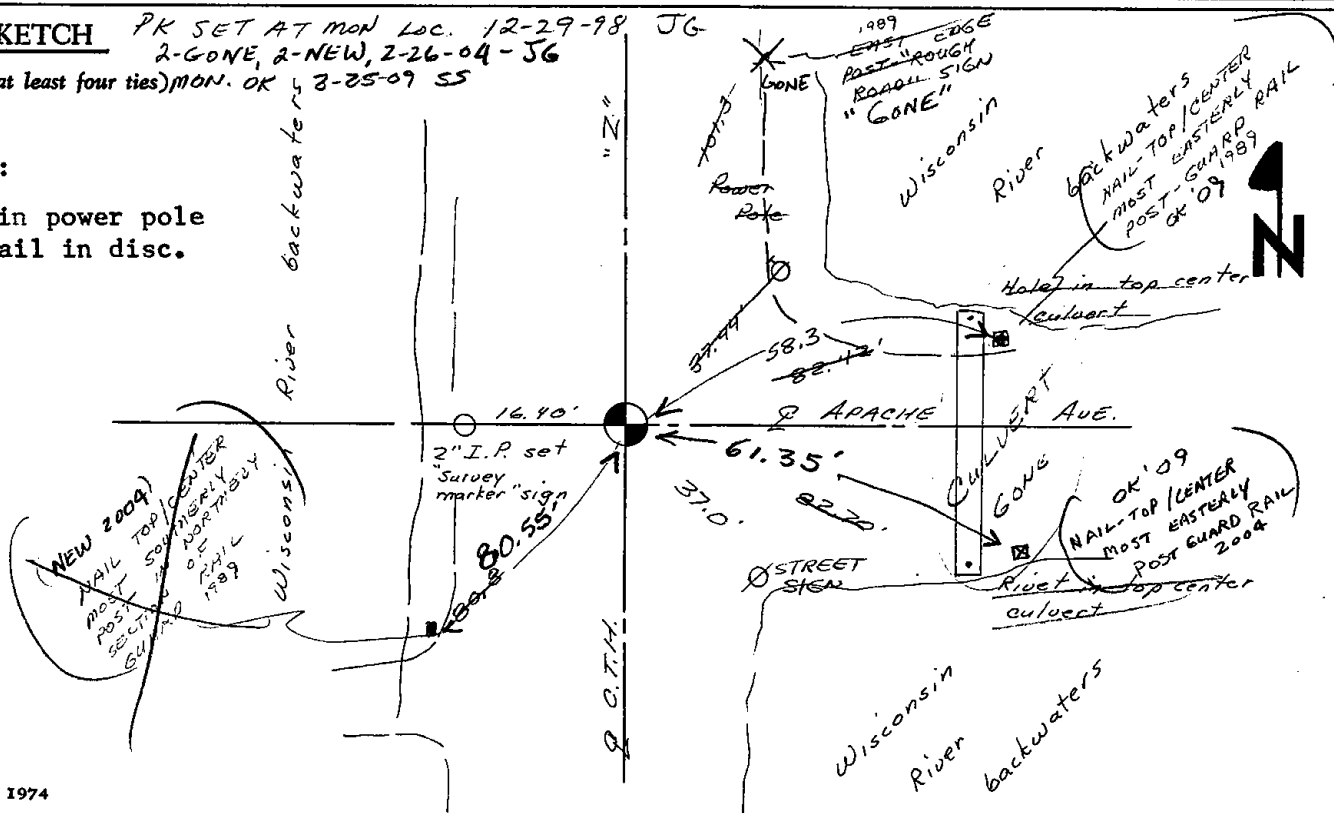 KETCH PK SET AT MON LOC. 12-29-98 JG
2-GONE, 2-NEW, 2-26-04 - JG
at least four ties) MON. OK 3-25-09 SS
:
in power pole
ail in disc.
1989
EAST EDGE
POST "ROUGH
ROAD" SIGN
"GONE"
GONE
101.3
"Z"
Power
Pole
Wisconsin
River
backwaters
NAIL-TOP/CENTER
MOST EASTERLY
POST-GUARD RAIL
1989
OK '09
N
Hole in top center
culvert
Wisconsin
River
backwaters
37.44'
58.3
82.42'
16.40'
℄ APACHE AVE.
2" I.P. set
"Survey
marker" sign
61.35'
CULVERT
GONE
37.0'
82.70'
OK '09
NAIL-TOP/CENTER
MOST EASTERLY
POST GUARD RAIL
2004
NEW 2004)
NAIL TOP/CENTER
MOST SOUTHERLY
POST IN NORTHERLY
SECTION OF
GUARD RAIL
1989
80.55'
80.8
STREET
SIGN
Rivet in top center
culvert
℄ C.T.H.
Wisconsin
River
backwaters
1974